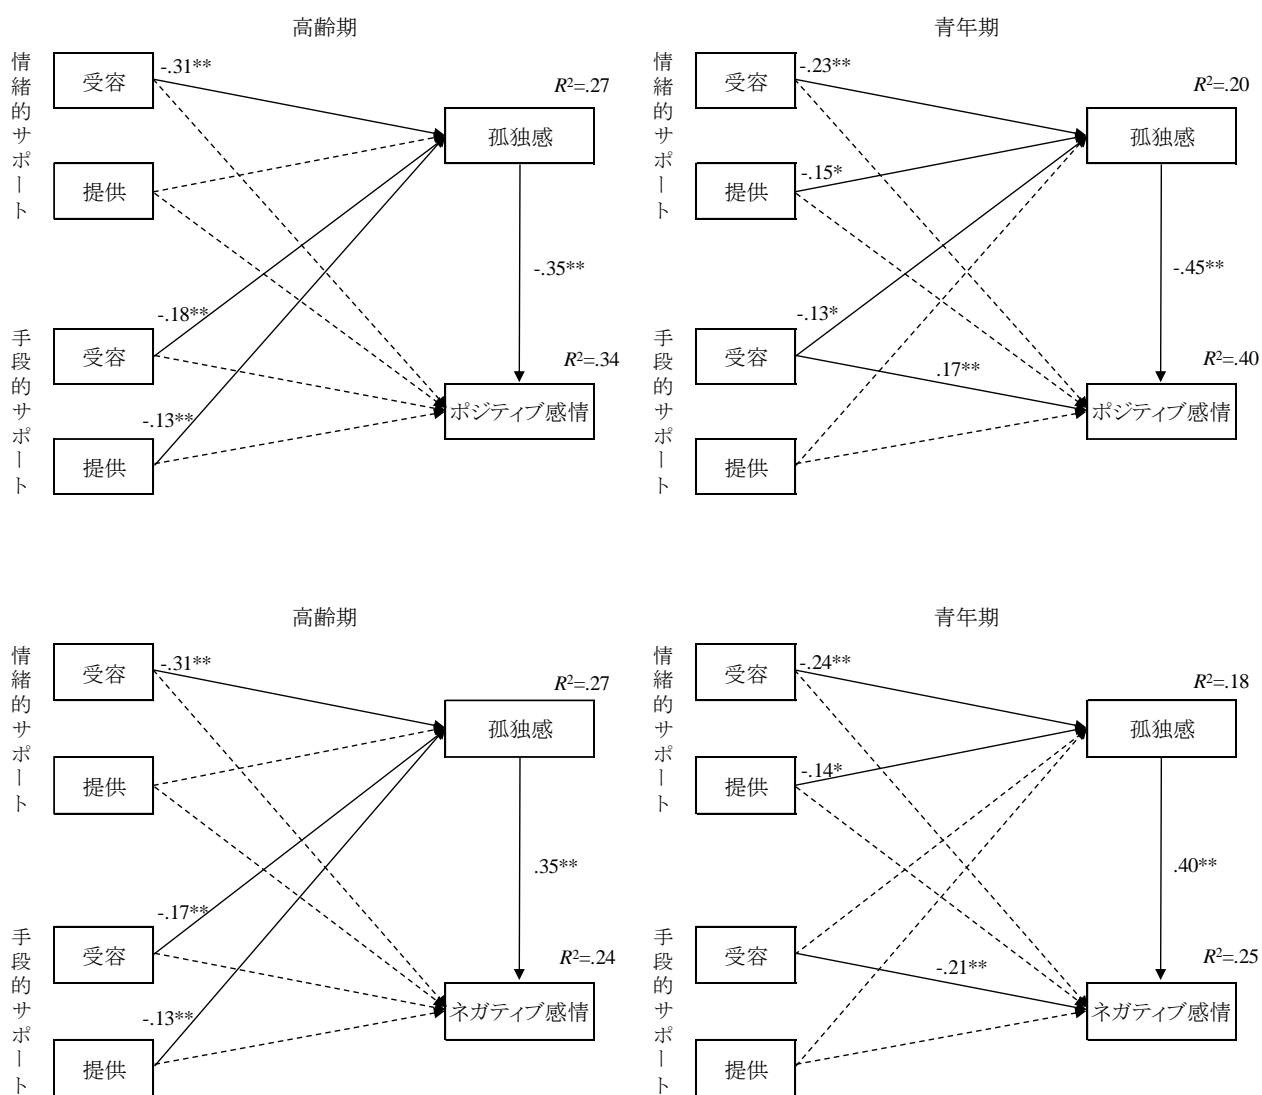 高齢期
情緒的サポート
受容
-.31**
R²=.27
孤独感
提供
-.35**
手段的サポート
-.18**
受容
R²=.34
ポジティブ感情
-.13**
提供
青年期
情緒的サポート
受容
-.23**
R²=.20
孤独感
-.15*
提供
-.45**
手段的サポート
-.13*
受容
.17**
R²=.40
ポジティブ感情
提供
高齢期
情緒的サポート
受容
-.31**
R²=.27
孤独感
提供
.35**
手段的サポート
-.17**
受容
R²=.24
ネガティブ感情
-.13**
提供
青年期
情緒的サポート
受容
-.24**
R²=.18
孤独感
-.14*
提供
.40**
手段的サポート
受容
-.21**
R²=.25
ネガティブ感情
提供